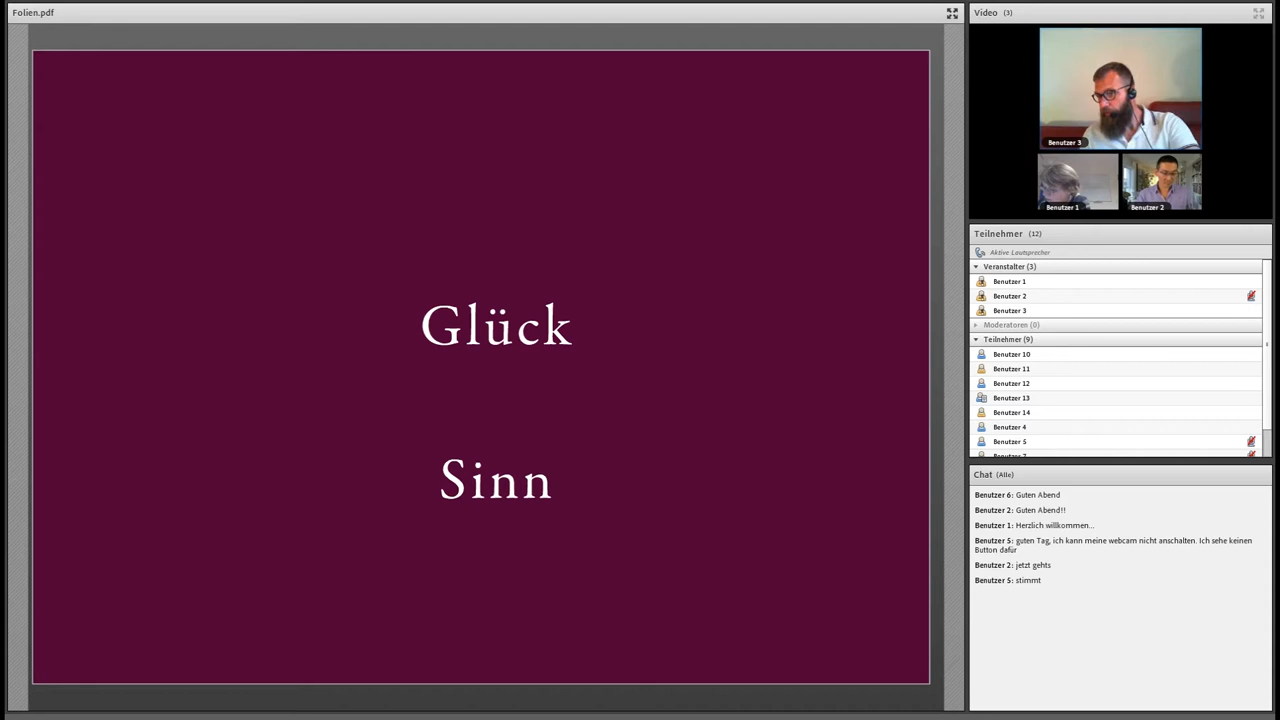 Folien.pdf
Glück
Sinn
Video (3)
Benutzer 3
Benutzer 1
Benutzer 2
Teilnehmer (12)
Aktive Lautsprecher
Veranstalter (3)
Benutzer 1
Benutzer 2
Benutzer 3
Moderatoren (0)
Teilnehmer (9)
Benutzer 10
Benutzer 11
Benutzer 12
Benutzer 13
Benutzer 14
Benutzer 4
Benutzer 5
Benutzer 7
Chat (Alle)
Benutzer 6: Guten Abend
Benutzer 2: Guten Abend!!
Benutzer 1: Herzlich willkommen...
Benutzer 5: guten Tag, ich kann meine webcam nicht anschalten. Ich sehe keinen
Button dafür
Benutzer 2: jetzt gehts
Benutzer 5: stimmt